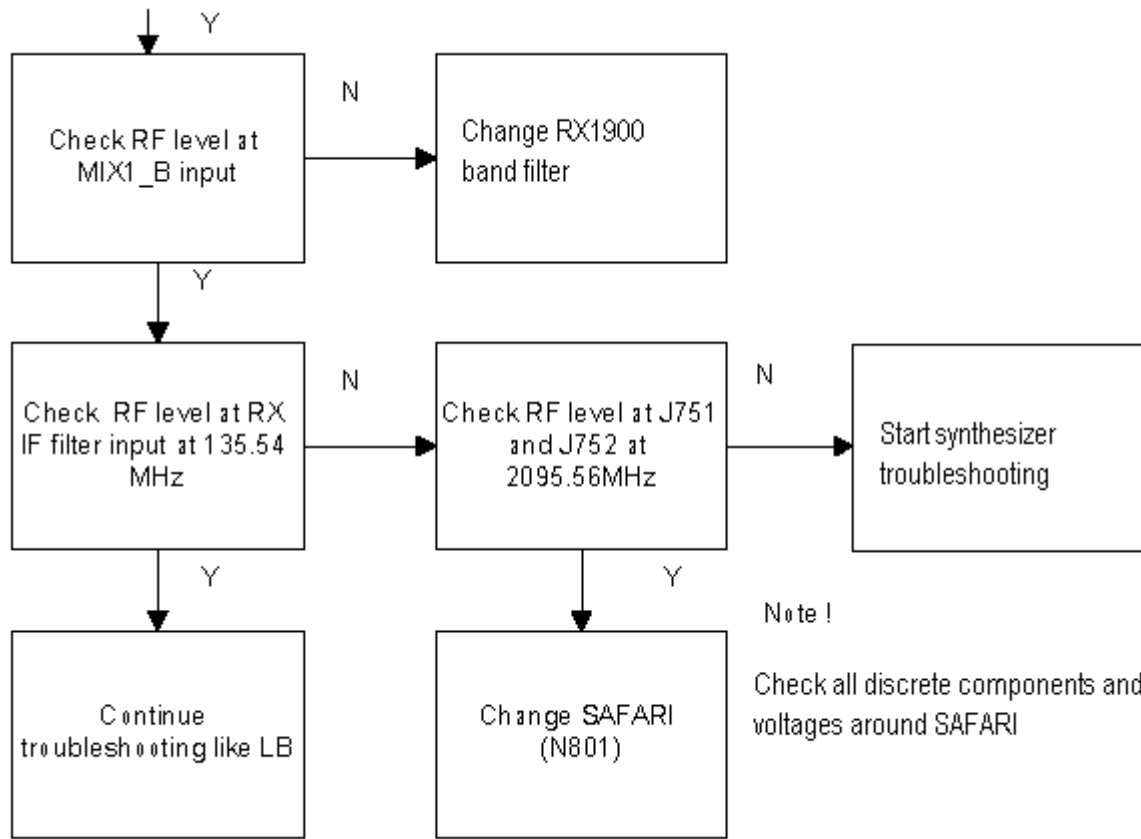 Y
Check RF level at
MIX1_B input
N
Change RX1900
band filter
Y
Check RF level at RX
IF filter input at 135.54
MHz
N
Check RF level at J751
and J752 at
2095.56MHz
N
Start synthesizer
troubleshooting
Y
Continue
troubleshooting like LB
Y
Change SAFARI
(N801)
Note !
Check all discrete components and
voltages around SAFARI